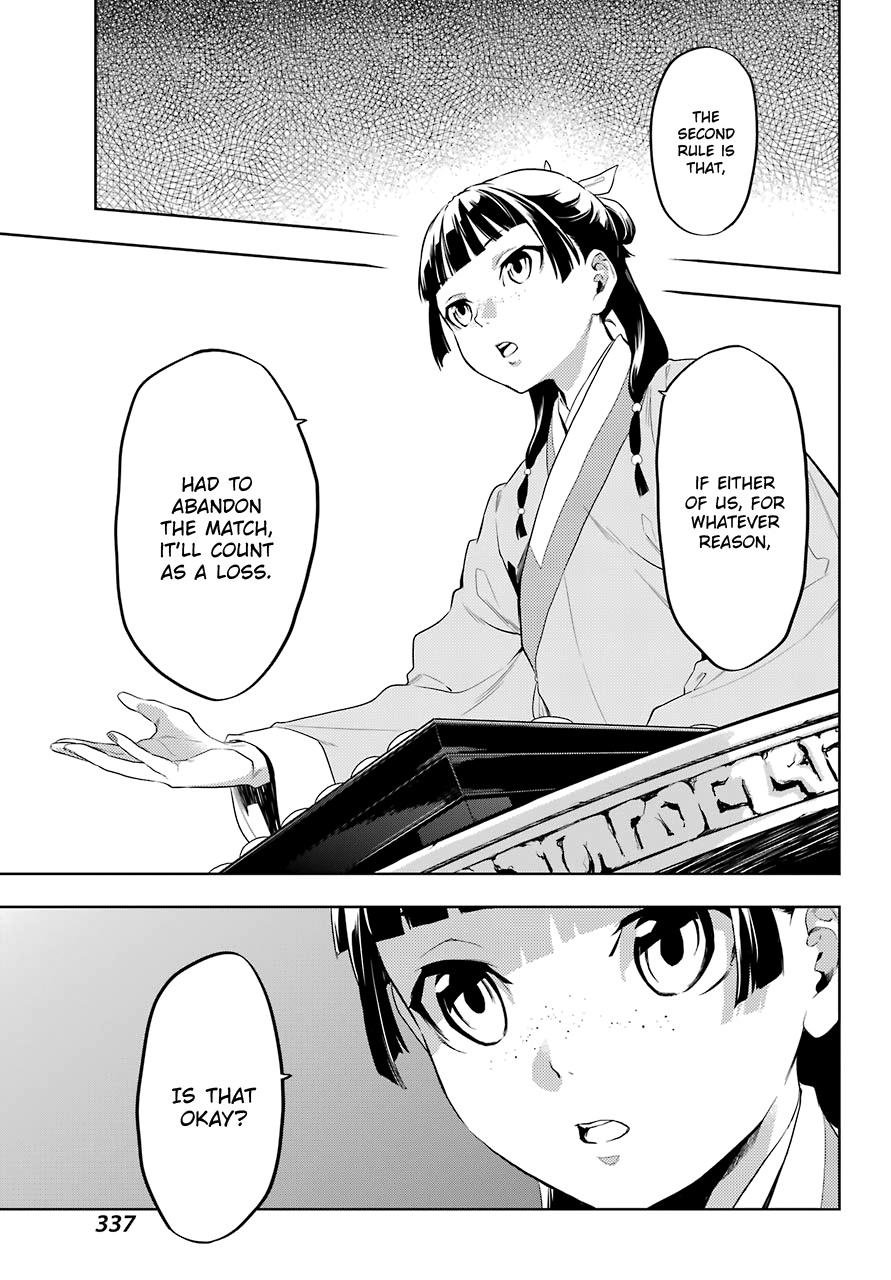 THE
SECOND
RULE IS
THAT,
IF EITHER
OF US, FOR
WHATEVER
REASON,
HAD TO
ABANDON
THE MATCH,
IT'LL COUNT
AS A LOSS.
IS THAT
OKAY?
337